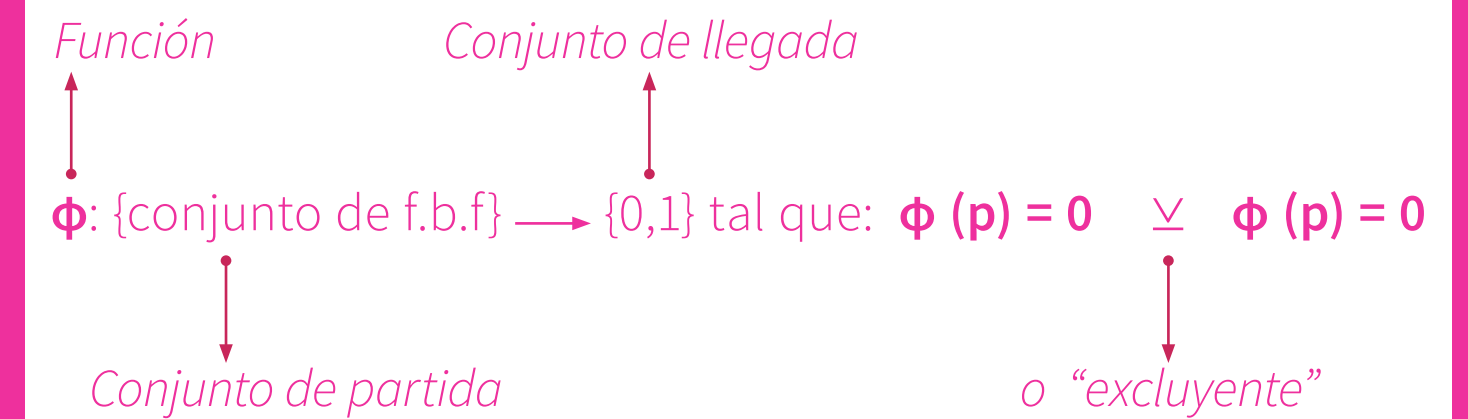 Función Conjunto de llegada
ϕ: {conjunto de f.b.f} ⟶ {0,1} tal que: ϕ (p) = 0 ⊻ ϕ (p) = 0
Conjunto de partida o “excluyente”